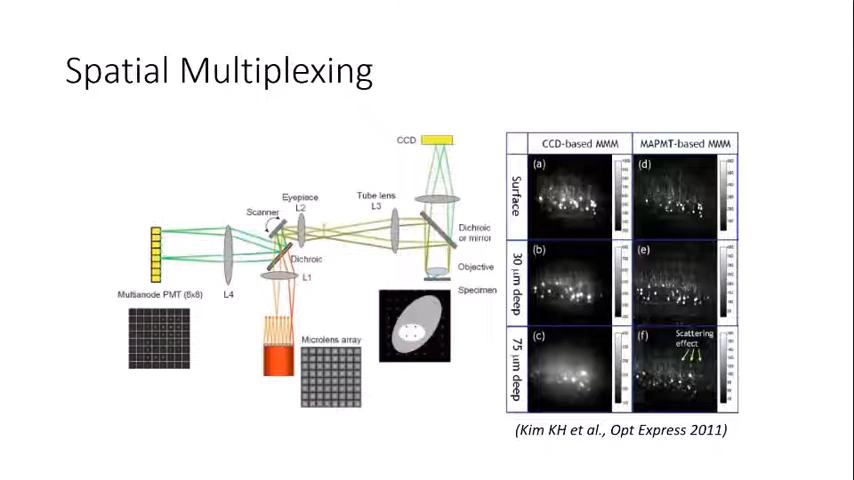 Spatial Multiplexing
CCD
Eyepiece
L2
Tube lens
L3
Scanner
Dichroic
or mirror
Dichroic
L1
Objective
Specimen
Multianode PMT (8x8)
L4
Microlens array
CCD-based MMM
MAPMT-based MMM
Surface
30 μm deep
75 μm deep
(a)
(d)
(b)
(e)
(c)
(f)
Scattering
effect
(Kim KH et al., Opt Express 2011)